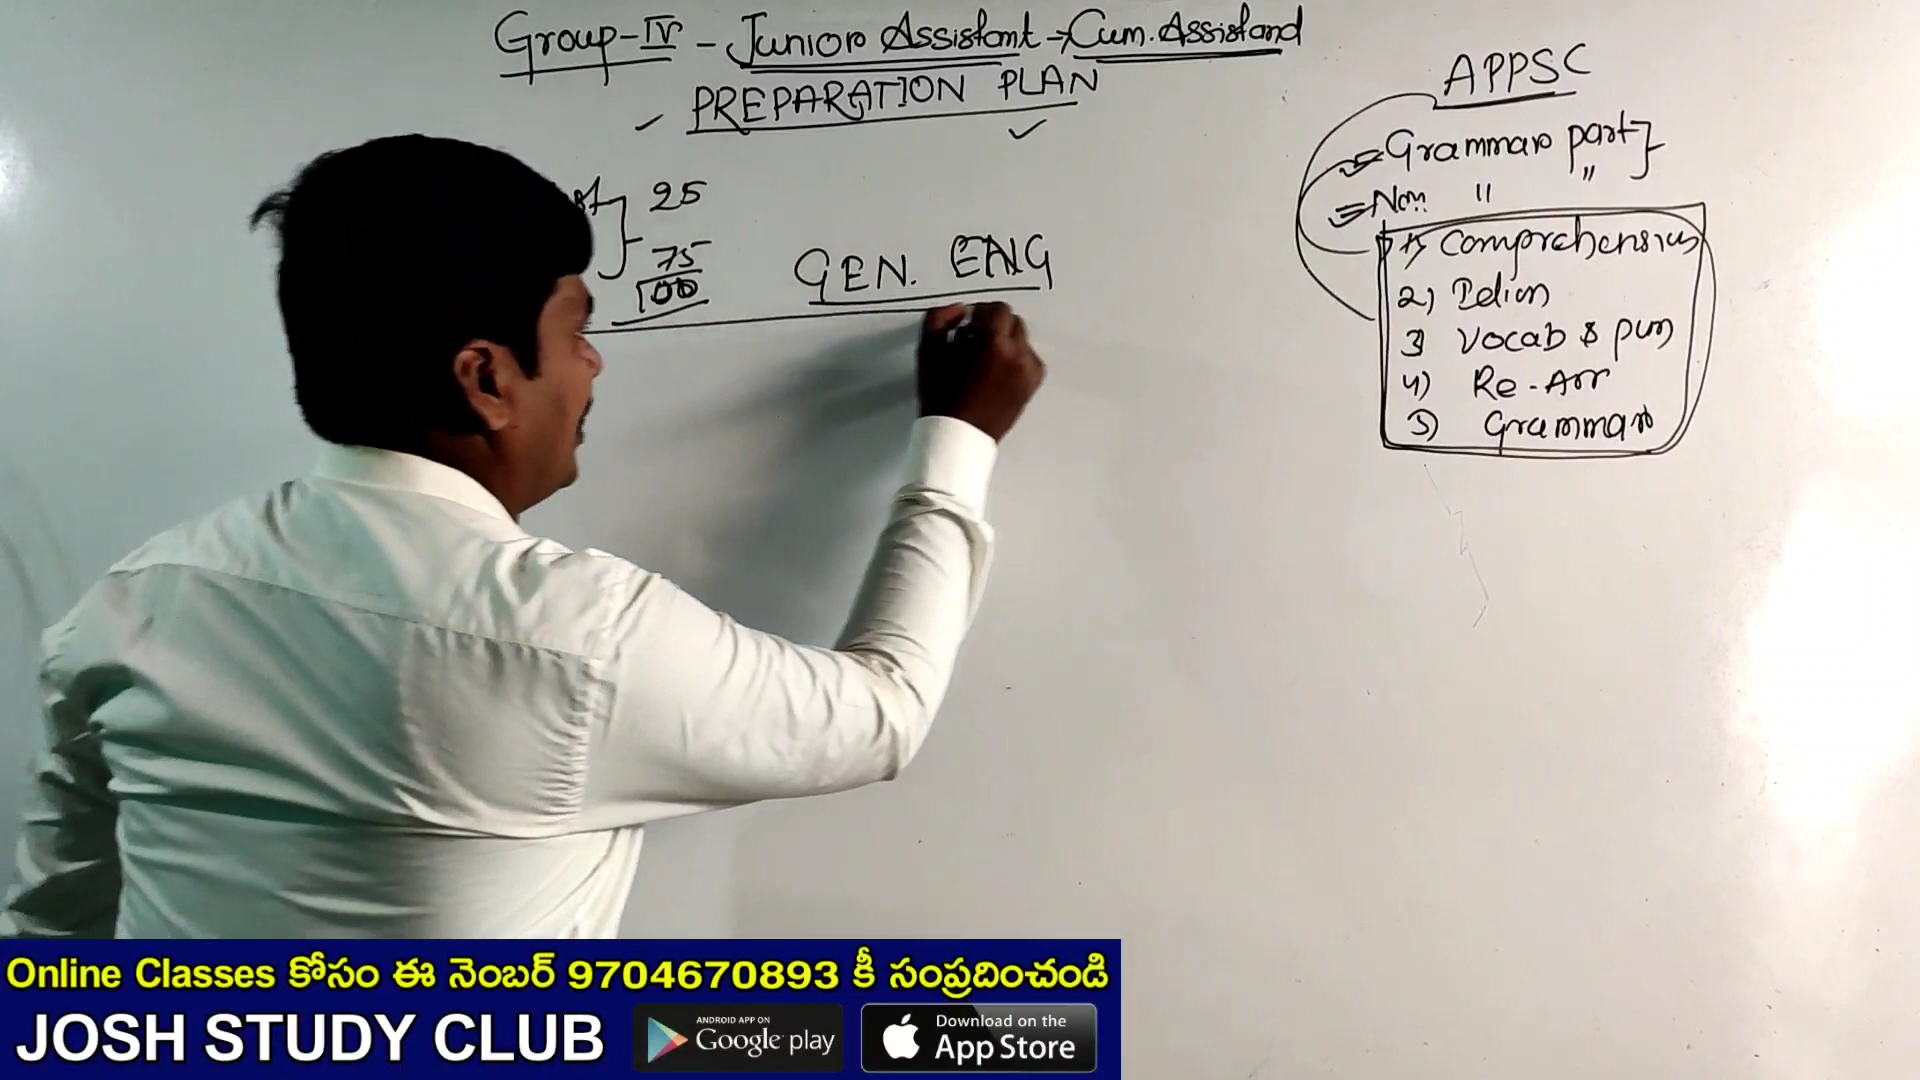 Group-IV - Junior Assistant → Cum. Assistand
PREPARATION PLAN
25
75
100
GEN. ENG
APPSC
Grammar part
Non " "
1) Comprehension
2) Idiom
3 Vocab & pun
4) Re-Arr
5) Grammar
Online Classes కోసం ఈ నెంబర్ 9704670893 కీ సంప్రదించండి
JOSH STUDY CLUB
ANDROID APP ON
Google play
Download on the
App Store